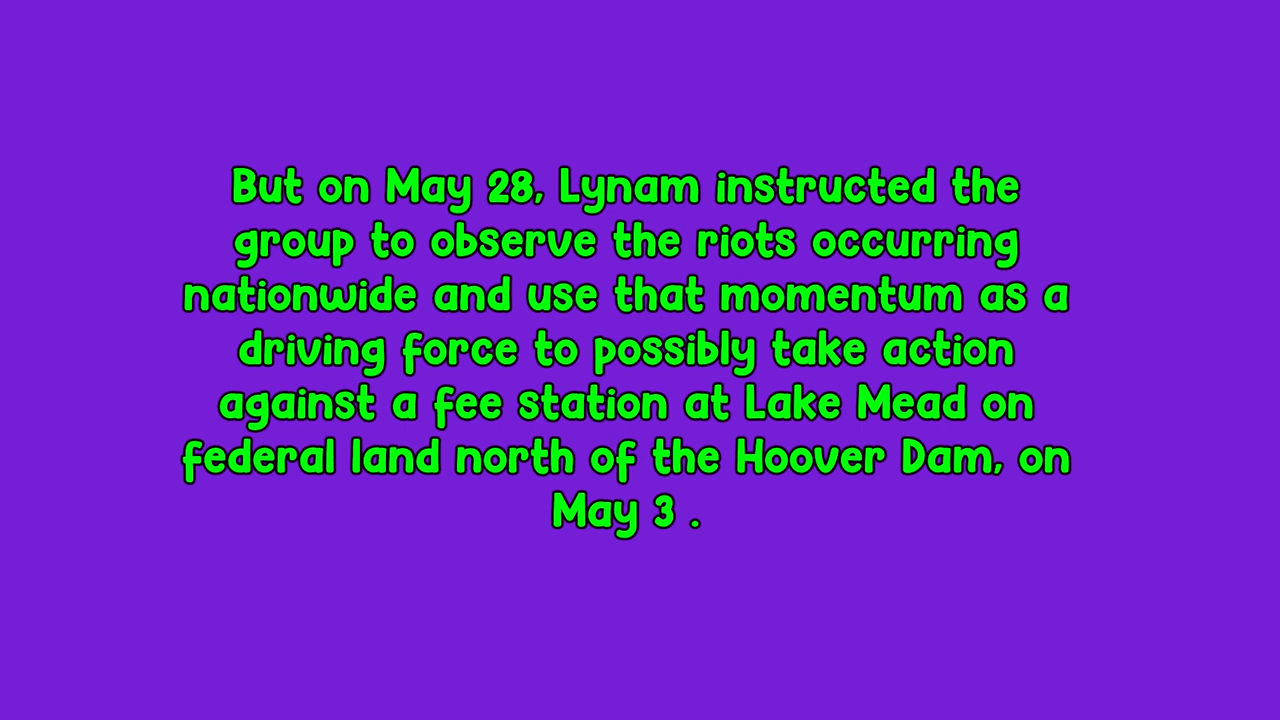 But on May 28, Lynam instructed the
group to observe the riots occurring
nationwide and use that momentum as a
driving force to possibly take action
against a fee station at Lake Mead on
federal land north of the Hoover Dam, on
May 3 .